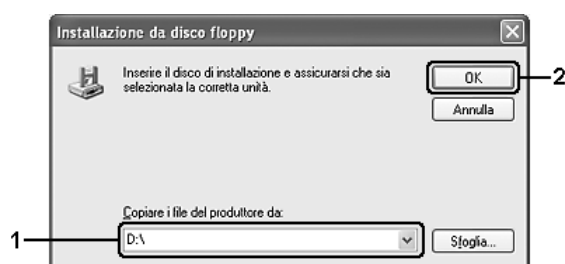 Installazione da disco floppy
Inserire il disco di installazione e assicurarsi che sia
selezionata la corretta unità.
OK
2
Annulla
Copiare i file del produttore da:
1
D:\
Sfoglia...